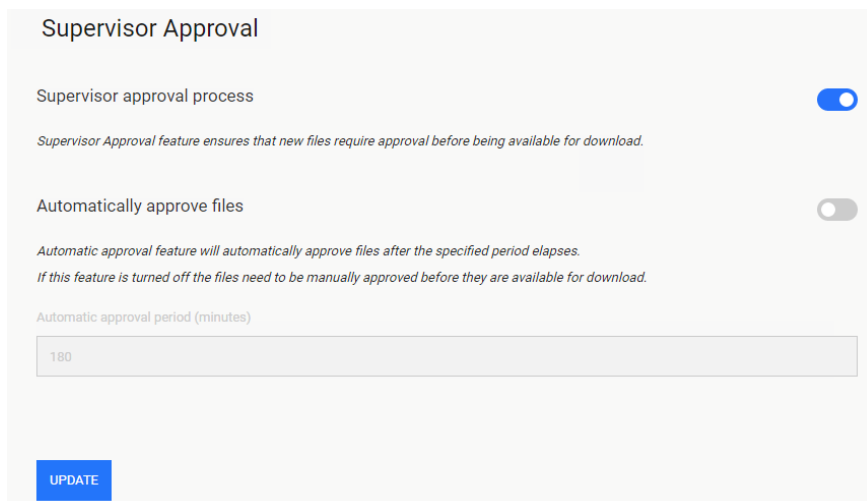 Supervisor Approval
Supervisor approval process
Supervisor Approval feature ensures that new files require approval before being available for download.
Automatically approve files
Automatic approval feature will automatically approve files after the specified period elapses.
If this feature is turned off the files need to be manually approved before they are available for download.
Automatic approval period (minutes)
180
UPDATE